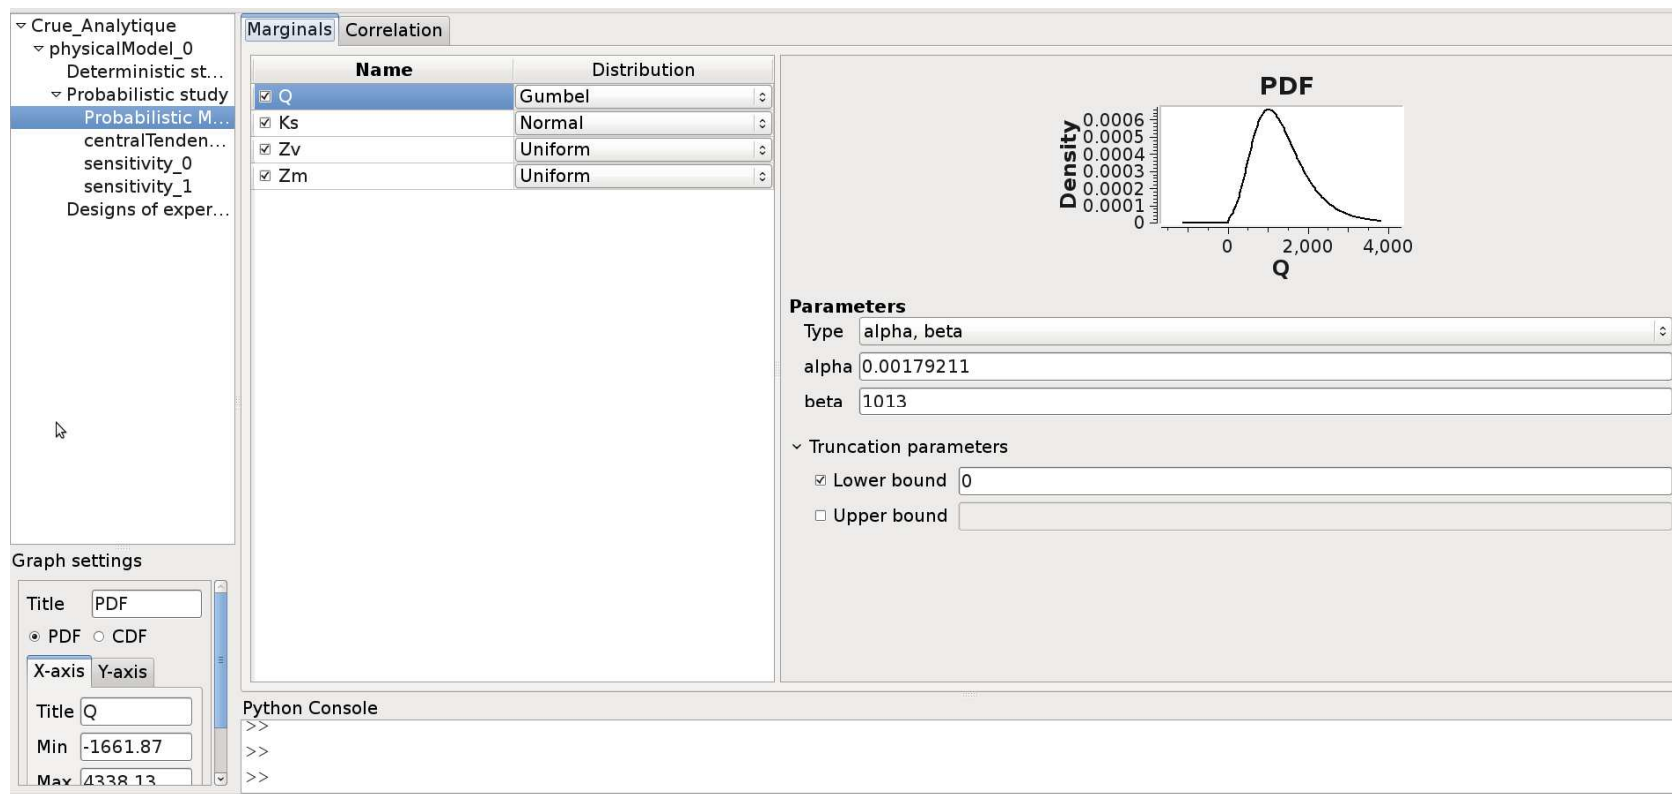 Crue_Analytique
physicalModel_0
Deterministic st...
Probabilistic study
Probabilistic M...
centralTenden...
sensitivity_0
sensitivity_1
Designs of exper...
Graph settings
Title PDF
PDF CDF
X-axis Y-axis
Title Q
Min -1661.87
Max 4338.13
Marginals Correlation
Name Distribution
Q Gumbel
Ks Normal
Zv Uniform
Zm Uniform
PDF
Density
0.0006
0.0005
0.0004
0.0003
0.0002
0.0001
0
0 2,000 4,000
Q
Parameters
Type alpha, beta
alpha 0.00179211
beta 1013
Truncation parameters
Lower bound 0
Upper bound
Python Console
>>
>>
>>